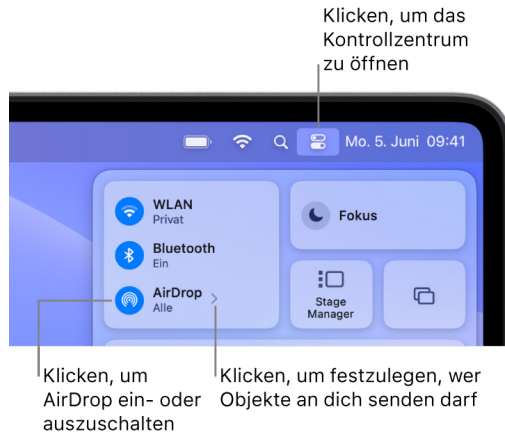 Klicken, um das
Kontrollzentrum
zu öffnen
Mo. 5. Juni 09:41
WLAN
Privat
Fokus
Bluetooth
Ein
AirDrop
Alle
Stage
Manager
Klicken, um
AirDrop ein- oder
auszuschalten
Klicken, um festzulegen, wer
Objekte an dich senden darf